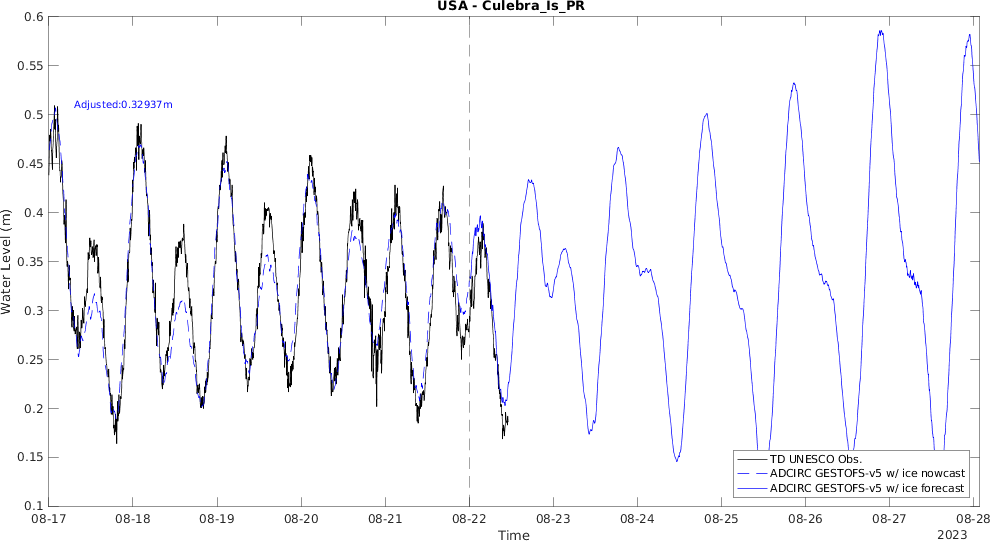 USA - Culebra_Is_PR
0.6
0.55
0.5
0.45
0.4
0.35
0.3
0.25
0.2
0.15
0.1
Water Level (m)
Adjusted:0.32937m
TD UNESCO Obs.
ADCIRC GESTOFS-v5 w/ ice nowcast
ADCIRC GESTOFS-v5 w/ ice forecast
08-17 08-18 08-19 08-20 08-21 08-22 08-23 08-24 08-25 08-26 08-27 08-28
Time
2023